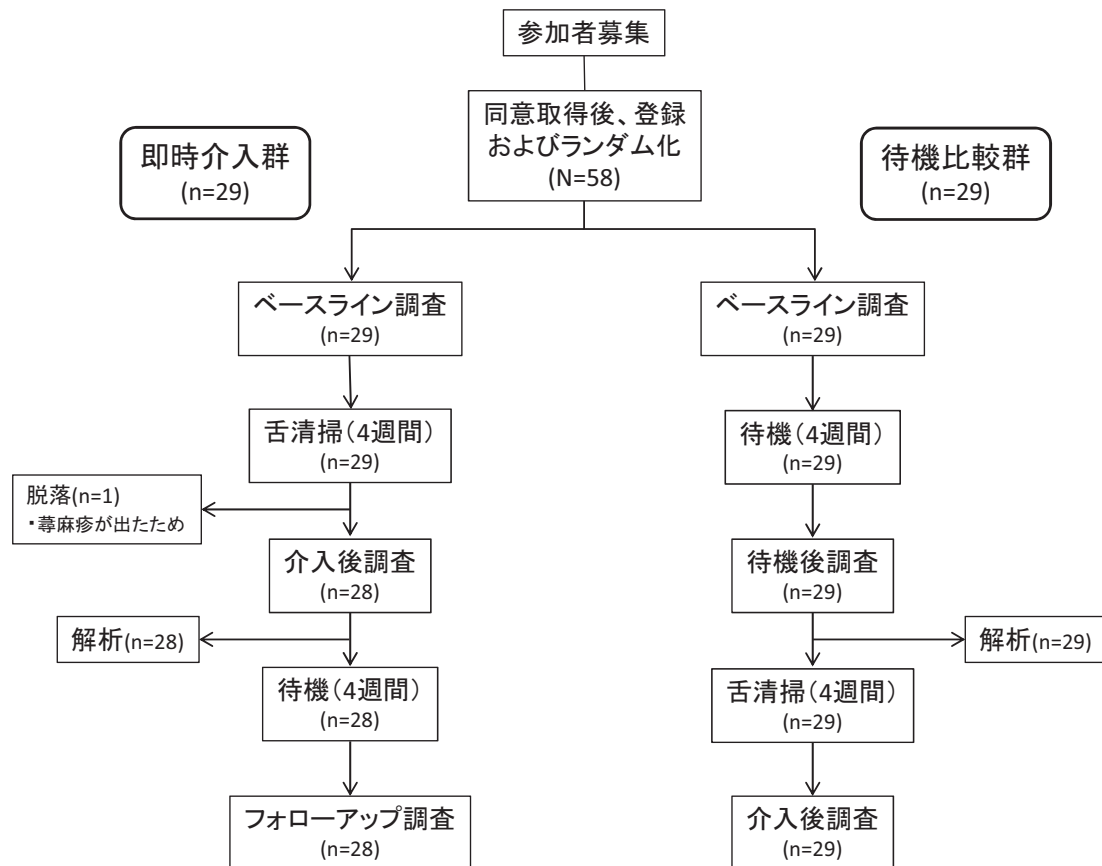 参加者募集
同意取得後、登録
およびランダム化
(N=58)
即時介入群
(n=29)
待機比較群
(n=29)
ベースライン調査
(n=29)
ベースライン調査
(n=29)
舌清掃(4週間)
(n=29)
待機(4週間)
(n=29)
脱落(n=1)
・蕁麻疹が出たため
介入後調査
(n=28)
待機後調査
(n=29)
解析(n=28)
解析(n=29)
待機(4週間)
(n=28)
舌清掃(4週間)
(n=29)
フォローアップ調査
(n=28)
介入後調査
(n=29)